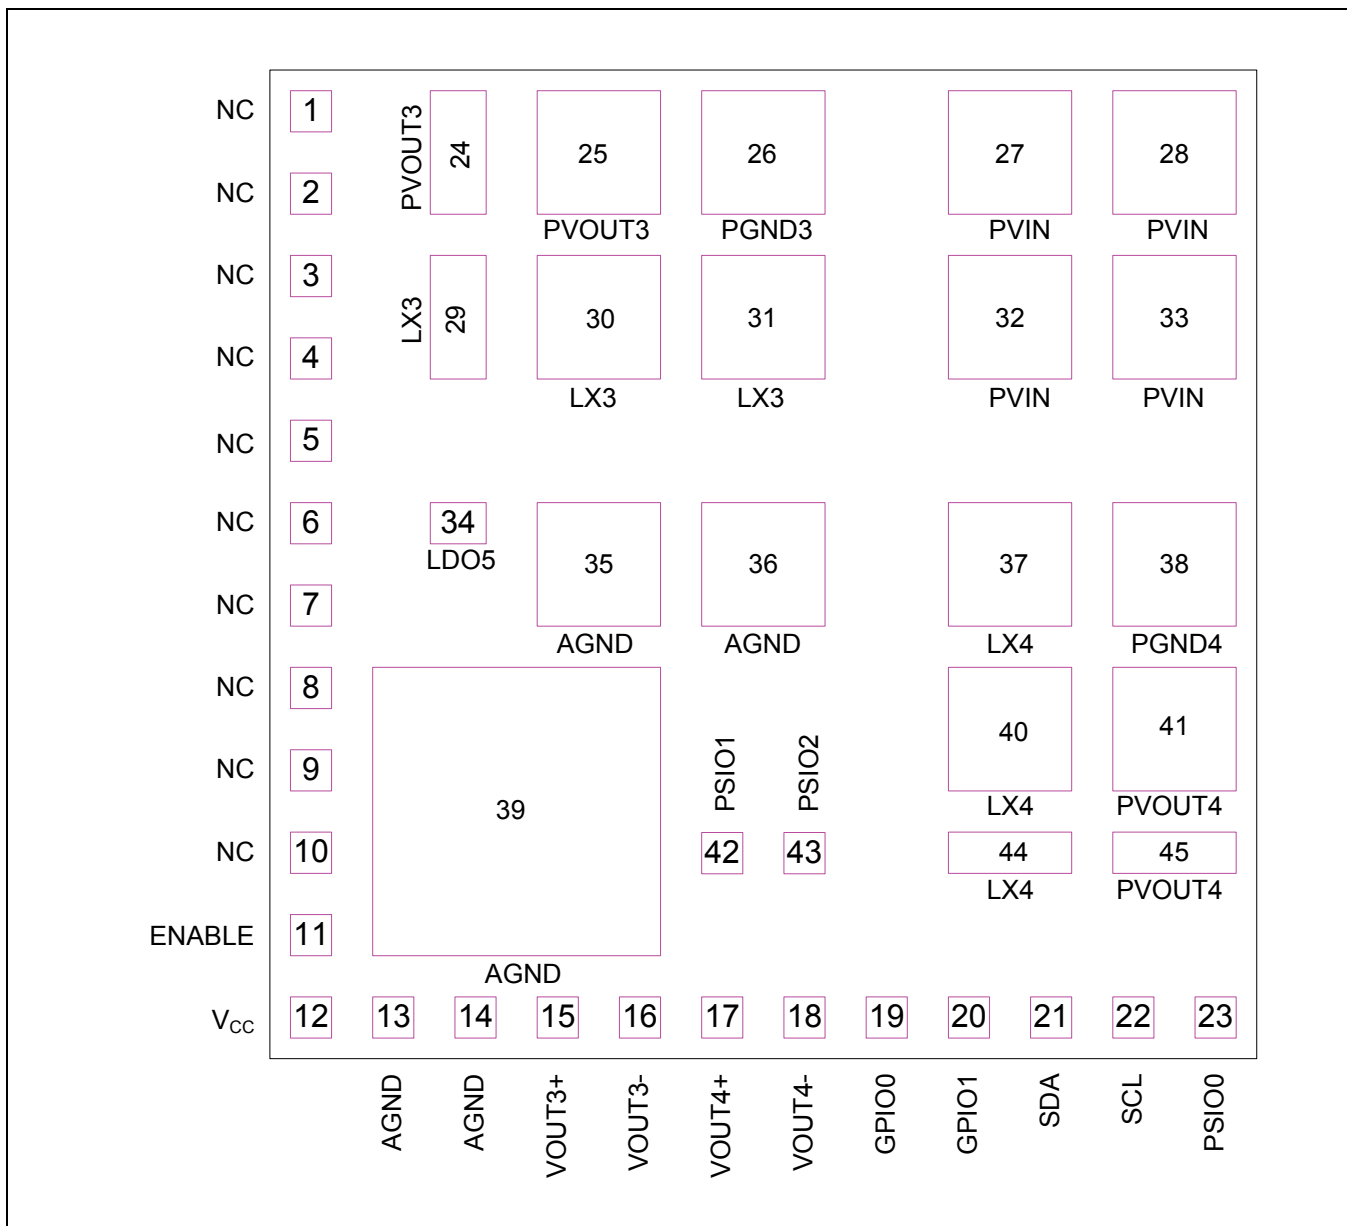 NC 1
PVOUT3 24 25 26 27 28
NC 2
PVOUT3 PGND3 PVIN PVIN
NC 3
LX3 29 30 31 32 33
NC 4
LX3 LX3 PVIN PVIN
NC 5
NC 6 34
LDO5 35 36 37 38
NC 7
AGND AGND LX4 PGND4
NC 8
PSIO1 PSIO2 40 41
NC 9
39 LX4 PVOUT4
NC 10 42 43 44 45
LX4 PVOUT4
ENABLE 11
AGND
VCC 12 13 14 15 16 17 18 19 20 21 22 23
AGND AGND VOUT3+ VOUT3- VOUT4+ VOUT4- GPIO0 GPIO1 SDA SCL PSIO0